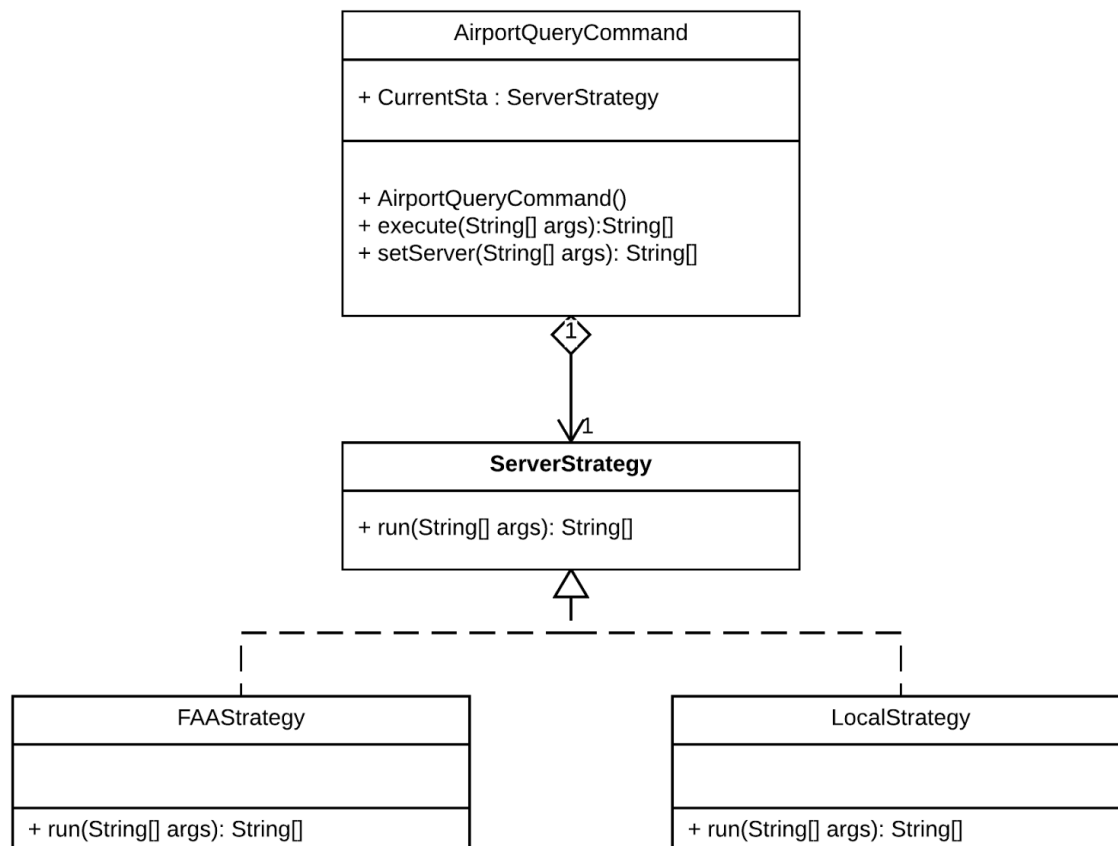 AirportQueryCommand
+ CurrentSta : ServerStrategy
+ AirportQueryCommand()
+ execute(String[] args):String[]
+ setServer(String[] args): String[]
1
1
ServerStrategy
+ run(String[] args): String[]
FAAStrategy
LocalStrategy
+ run(String[] args): String[]
+ run(String[] args): String[]